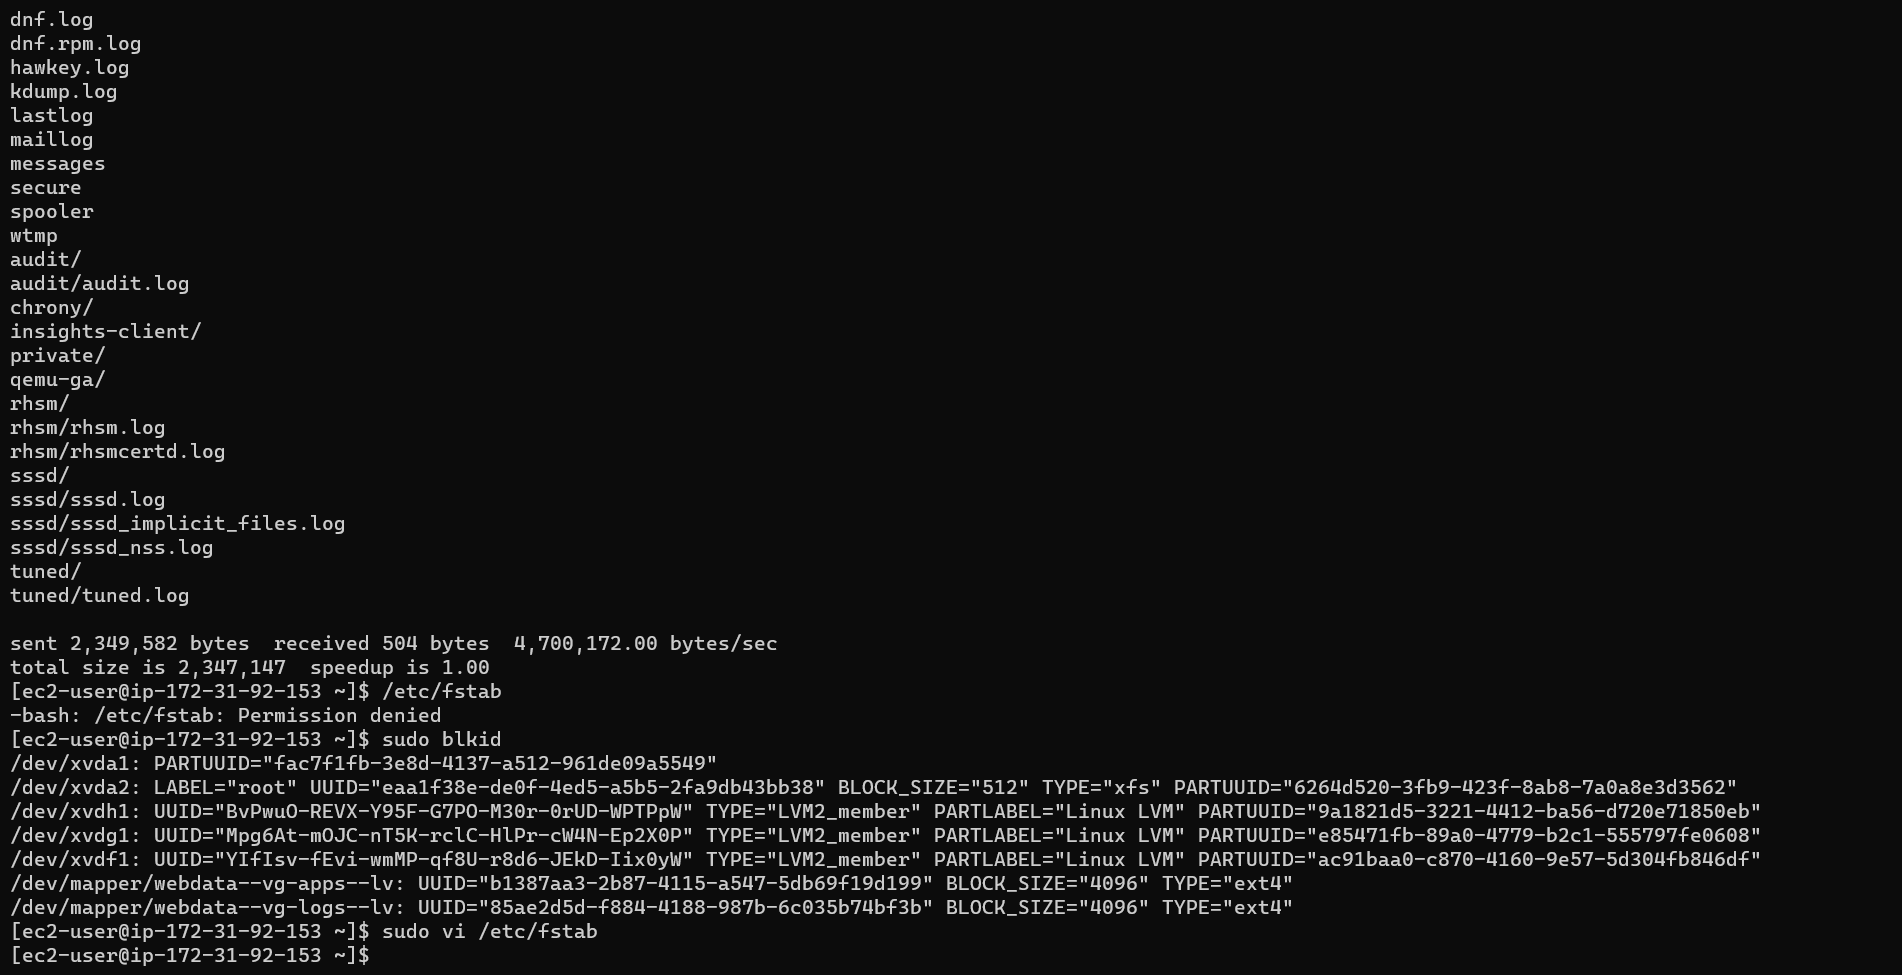 dnf.log
dnf.rpm.log
hawkey.log
kdump.log
lastlog
maillog
messages
secure
spooler
wtmp
audit/
audit/audit.log
chrony/
insights-client/
private/
qemu-ga/
rhsm/
rhsm/rhsm.log
rhsm/rhsmcertd.log
sssd/
sssd/sssd.log
sssd/sssd_implicit_files.log
sssd/sssd_nss.log
tuned/
tuned/tuned.log
sent 2,349,582 bytes  received 504 bytes  4,700,172.00 bytes/sec
total size is 2,347,147  speedup is 1.00
[ec2-user@ip-172-31-92-153 ~]$ /etc/fstab
-bash: /etc/fstab: Permission denied
[ec2-user@ip-172-31-92-153 ~]$ sudo blkid
/dev/xvda1: PARTUUID="fac7f1fb-3e8d-4137-a512-961de09a5549"
/dev/xvda2: LABEL="root" UUID="eaa1f38e-de0f-4ed5-a5b5-2fa9db43bb38" BLOCK_SIZE="512" TYPE="xfs" PARTUUID="6264d520-3fb9-423f-8ab8-7a0a8e3d3562"
/dev/xvdh1: UUID="BvPwuO-REVX-Y95F-G7PO-M30r-0rUD-WPTPpW" TYPE="LVM2_member" PARTLABEL="Linux LVM" PARTUUID="9a1821d5-3221-4412-ba56-d720e71850eb"
/dev/xvdg1: UUID="Mpg6At-mOJC-nT5K-rclC-HlPr-cW4N-Ep2X0P" TYPE="LVM2_member" PARTLABEL="Linux LVM" PARTUUID="e85471fb-89a0-4779-b2c1-555797fe0608"
/dev/xvdf1: UUID="YIfIsv-fEvi-wmMP-qf8U-r8d6-JEkD-Iix0yW" TYPE="LVM2_member" PARTLABEL="Linux LVM" PARTUUID="ac91baa0-c870-4160-9e57-5d304fb846df"
/dev/mapper/webdata--vg-apps--lv: UUID="b1387aa3-2b87-4115-a547-5db69f19d199" BLOCK_SIZE="4096" TYPE="ext4"
/dev/mapper/webdata--vg-logs--lv: UUID="85ae2d5d-f884-4188-987b-6c035b74bf3b" BLOCK_SIZE="4096" TYPE="ext4"
[ec2-user@ip-172-31-92-153 ~]$ sudo vi /etc/fstab
[ec2-user@ip-172-31-92-153 ~]$